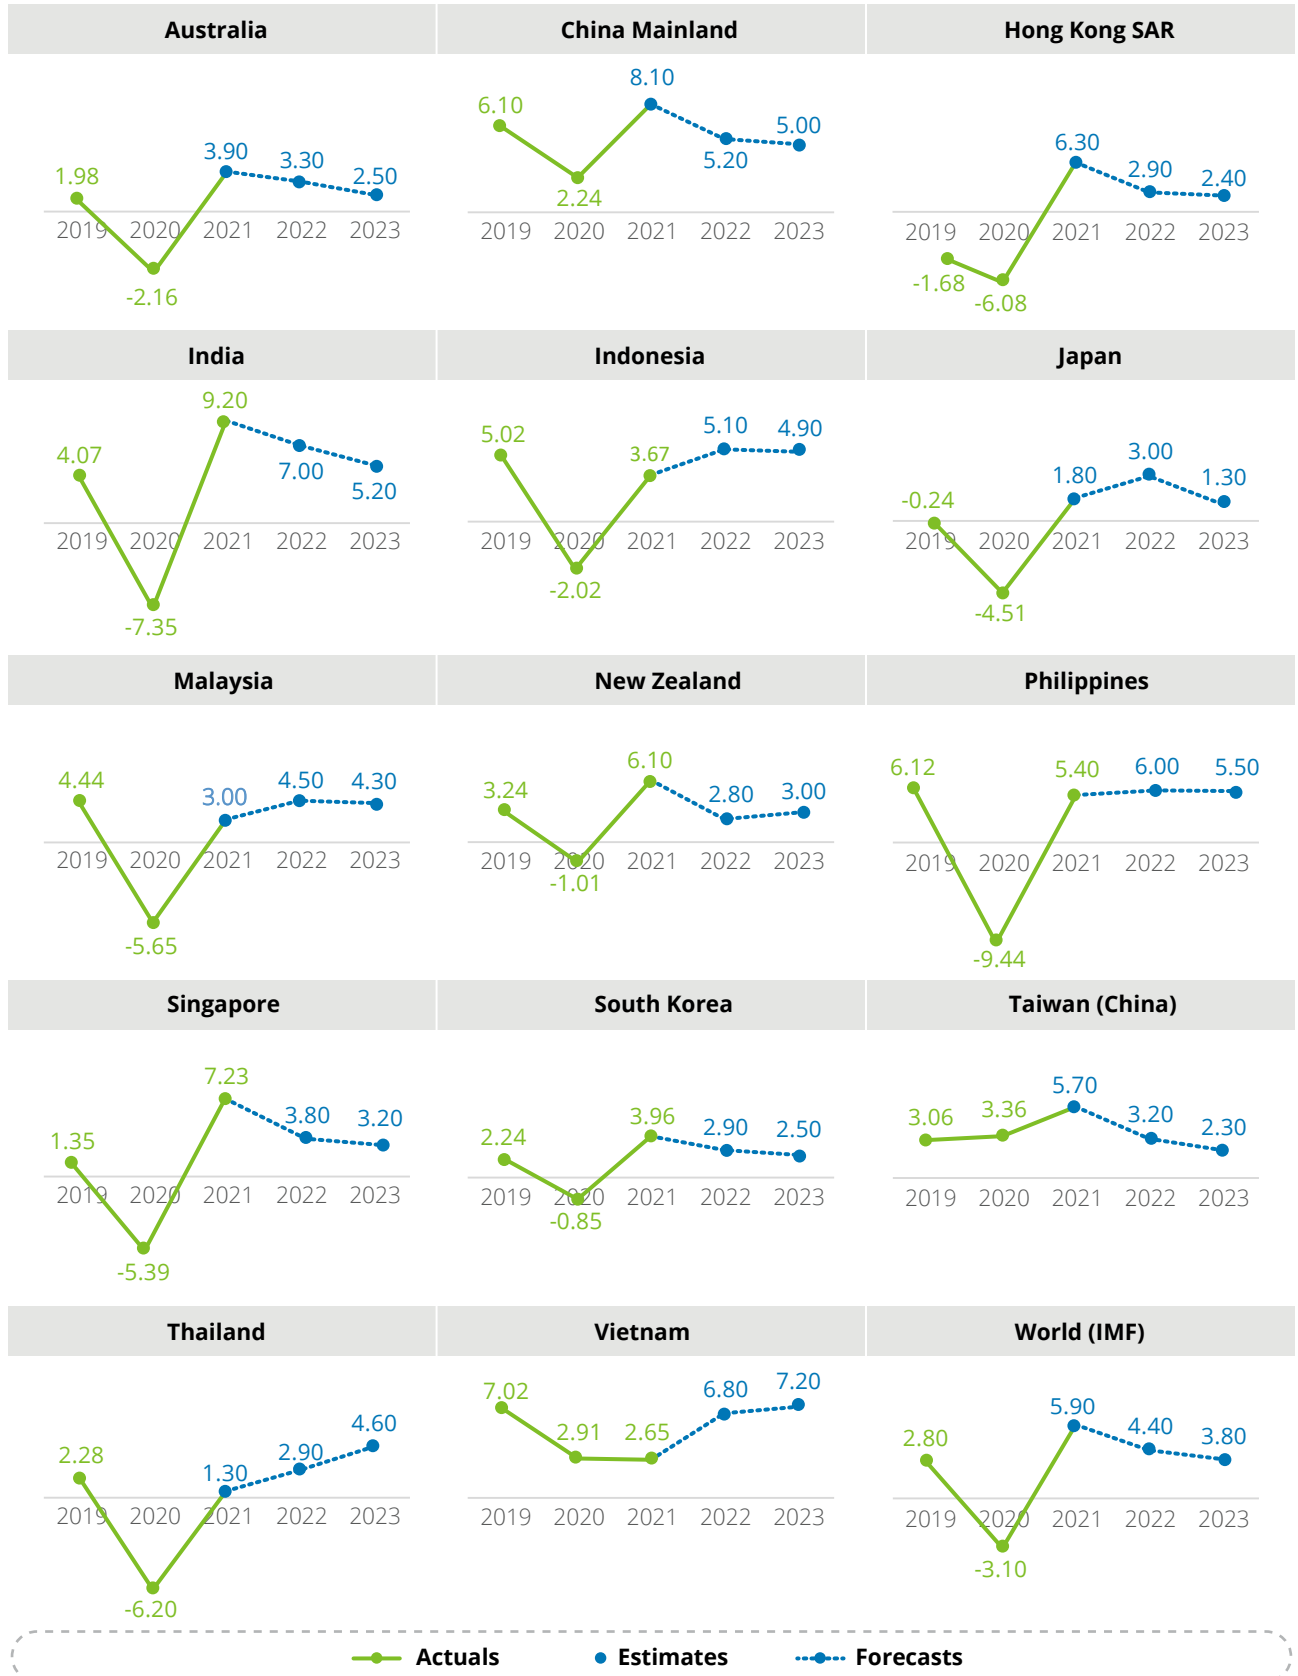 Australia
China Mainland
Hong Kong SAR
1.98
-2.16
3.90
3.30
2.50
2019 2020 2021 2022 2023
6.10
2.24
8.10
5.20
5.00
2019 2020 2021 2022 2023
-1.68
-6.08
6.30
2.90
2.40
2019 2020 2021 2022 2023
India
Indonesia
Japan
4.07
-7.35
9.20
7.00
5.20
2019 2020 2021 2022 2023
5.02
-2.02
3.67
5.10
4.90
2019 2020 2021 2022 2023
-0.24
-4.51
1.80
3.00
1.30
2019 2020 2021 2022 2023
Malaysia
New Zealand
Philippines
4.44
-5.65
3.00
4.50
4.30
2019 2020 2021 2022 2023
3.24
-1.01
6.10
2.80
3.00
2019 2020 2021 2022 2023
6.12
-9.44
5.40
6.00
5.50
2019 2020 2021 2022 2023
Singapore
South Korea
Taiwan (China)
1.35
-5.39
7.23
3.80
3.20
2019 2020 2021 2022 2023
2.24
-0.85
3.96
2.90
2.50
2019 2020 2021 2022 2023
3.06
3.36
5.70
3.20
2.30
2019 2020 2021 2022 2023
Thailand
Vietnam
World (IMF)
2.28
-6.20
1.30
2.90
4.60
2019 2020 2021 2022 2023
7.02
2.91
2.65
6.80
7.20
2019 2020 2021 2022 2023
2.80
-3.10
5.90
4.40
3.80
2019 2020 2021 2022 2023
Actuals Estimates Forecasts